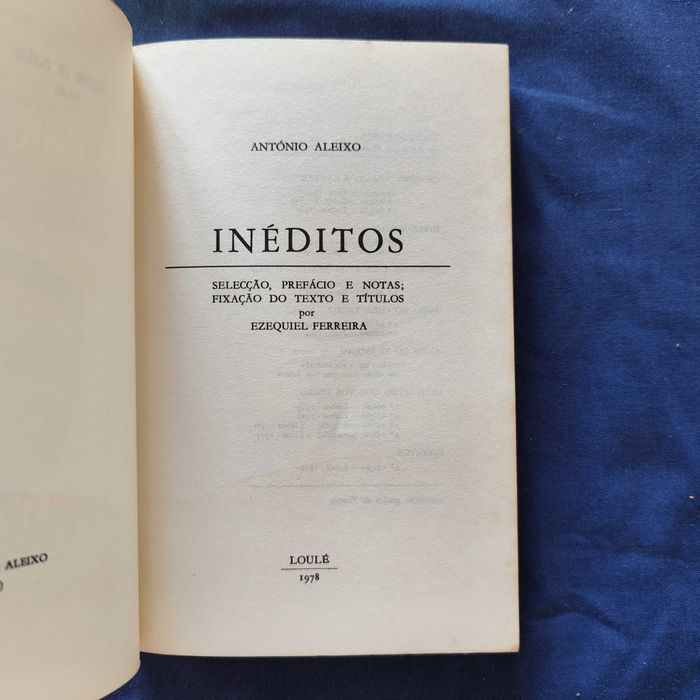 ALEIXO
ANTÓNIO ALEIXO
INÉDITOS
SELECÇÃO, PREFÁCIO E NOTAS;
FIXAÇÃO DO TEXTO E TÍTULOS
por
EZEQUIEL FERREIRA
LOULÉ
1978